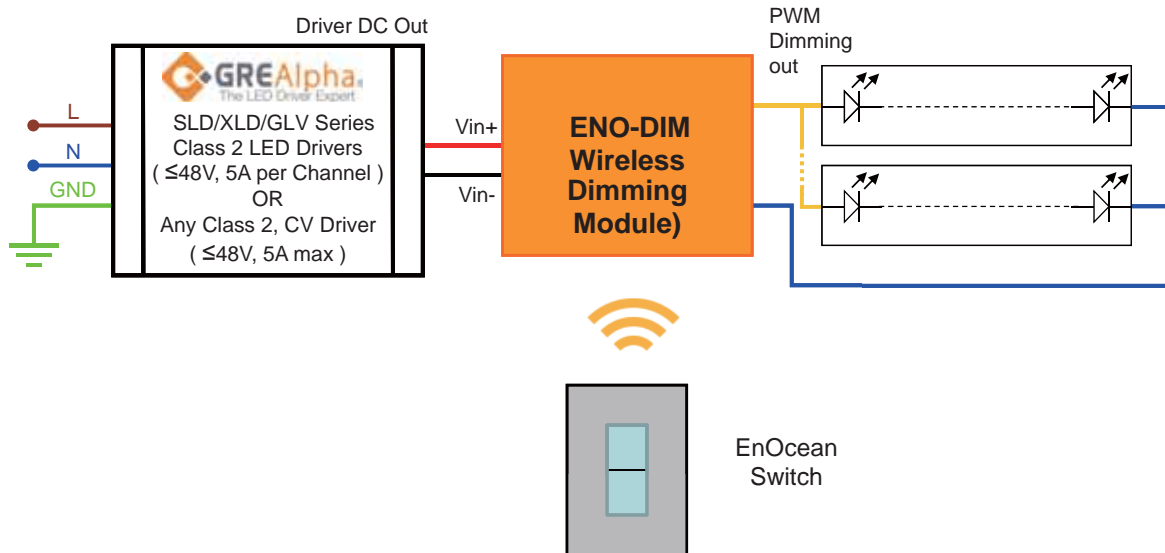 Driver DC Out
PWM
Dimming
out
GREAlpha®
The LED Driver Expert
L
N
GND
SLD/XLD/GLV Series
Class 2 LED Drivers
( ≤48V, 5A per Channel )
OR
Any Class 2, CV Driver
( ≤48V, 5A max )
Vin+
Vin-
ENO-DIM
Wireless
Dimming
Module)
EnOcean
Switch